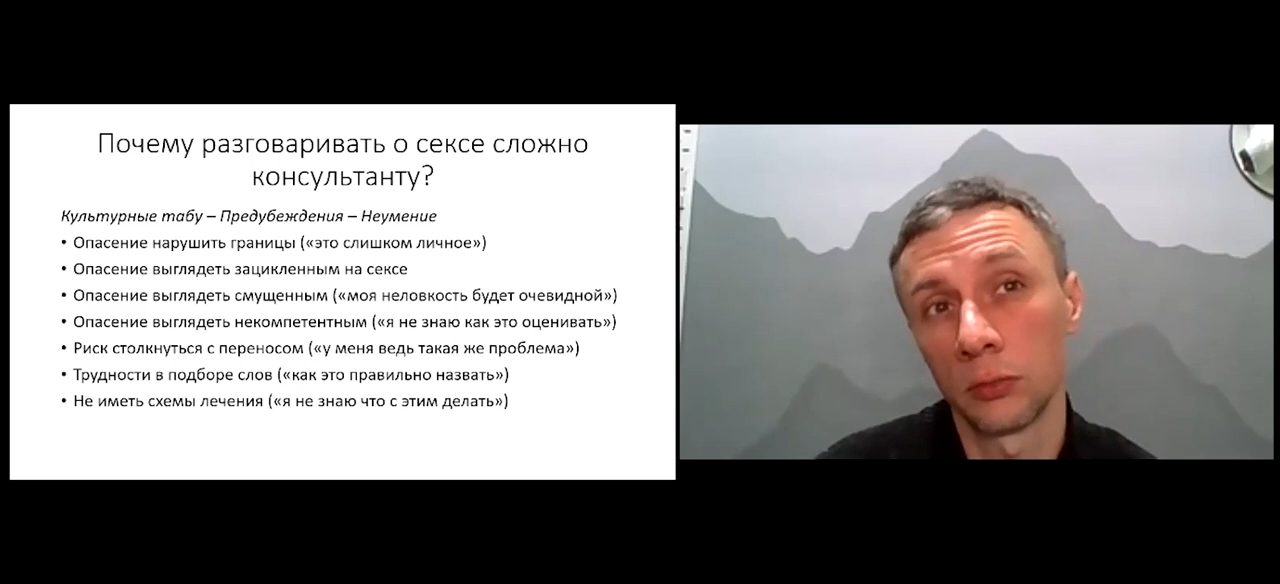 Почему разговаривать о сексе сложно
консультанту?
Культурные табу – Предубеждения – Неумение
• Опасение нарушить границы («это слишком личное»)
• Опасение выглядеть зацикленным на сексе
• Опасение выглядеть смущенным («моя неловкость будет очевидной»)
• Опасение выглядеть некомпетентным («я не знаю как это оценивать»)
• Риск столкнуться с переносом («у меня ведь такая же проблема»)
• Трудности в подборе слов («как это правильно назвать»)
• Не иметь схемы лечения («я не знаю что с этим делать»)